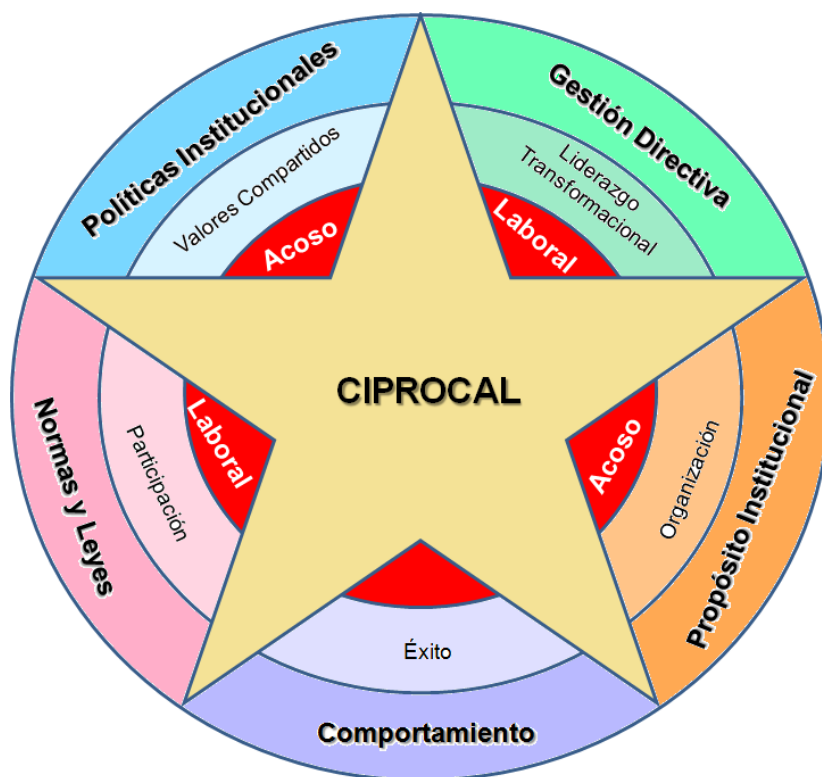 Políticas Institucionales
Valores Compartidos
Acoso
Gestión Directiva
Liderazgo
Transformacional
Laboral
CIPROCAL
Normas y Leyes
Participación
Laboral
Propósito Institucional
Organización
Acoso
Éxito
Comportamiento